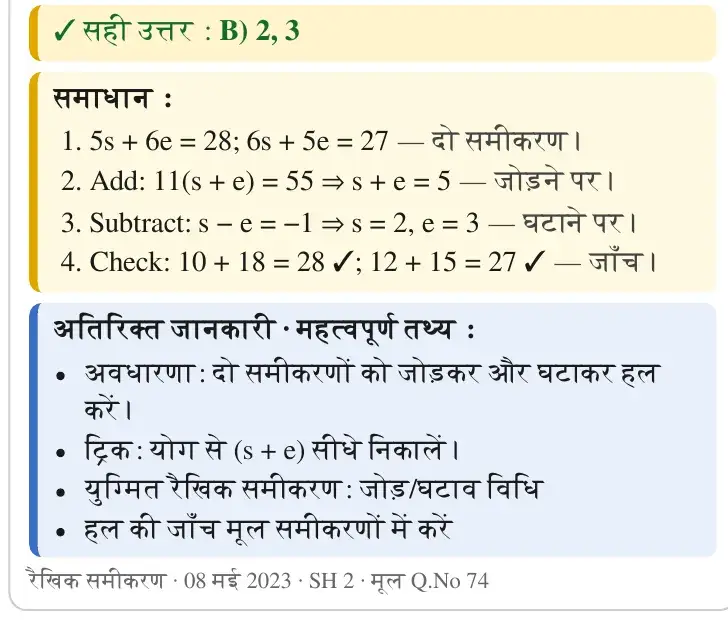 ✓ सही उत्तर : B) 2, 3
समाधान :
1. 5s + 6e = 28; 6s + 5e = 27 — दो समीकरण।
2. Add: 11(s + e) = 55 ⇒ s + e = 5 — जोड़ने पर।
3. Subtract: s − e = −1 ⇒ s = 2, e = 3 — घटाने पर।
4. Check: 10 + 18 = 28 ✓; 12 + 15 = 27 ✓ — जाँच।
अतिरिक्त जानकारी · महत्वपूर्ण तथ्य :
• अवधारणा : दो समीकरणों को जोड़कर और घटाकर हल
करें।
• ट्रिक : योग से (s + e) सीधे निकालें।
• युग्मित रैखिक समीकरण : जोड़/घटाव विधि
• हल की जाँच मूल समीकरणों में करें
रैखिक समीकरण · 08 मई 2023 · SH 2 · मूल Q.No 74